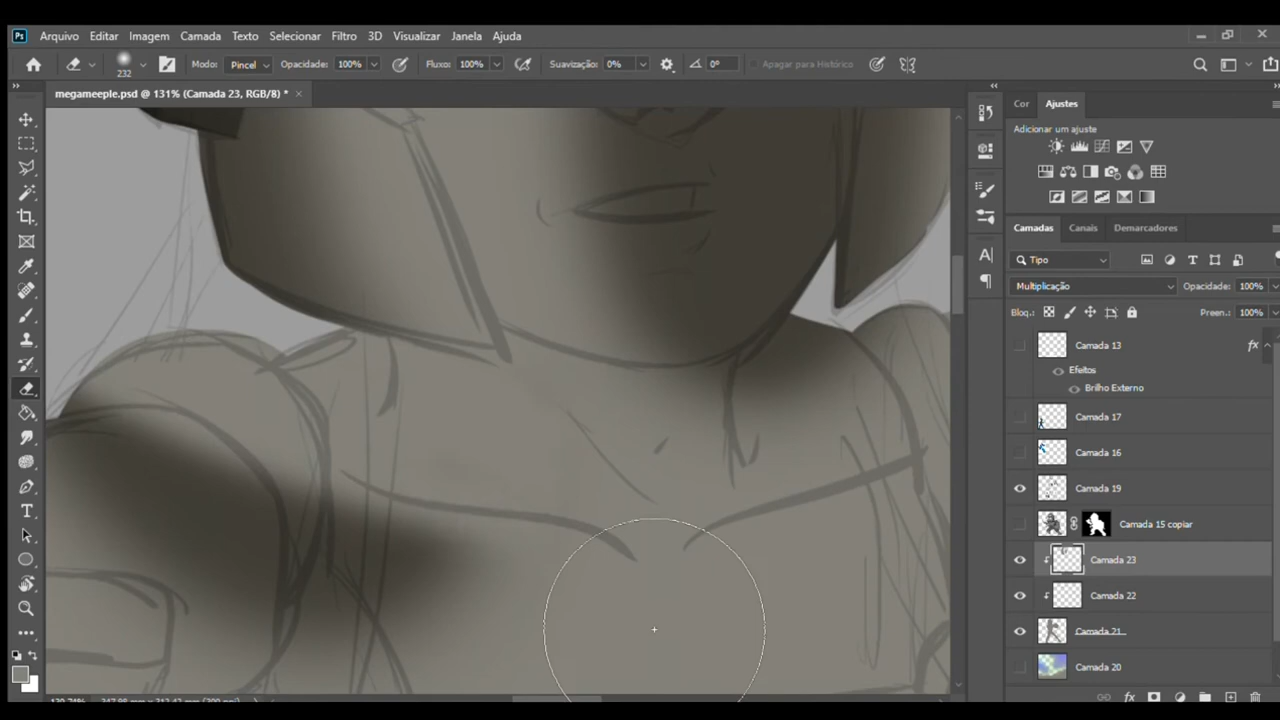 Ps Arquivo Editar Imagem Camada Texto Selecionar Filtro 3D Visualizar Janela Ajuda
232 Modo: Pincel Opacidade: 100% Fluxo: 100% Suavização: 0% 0° Apagar para Histórico
megameeple.psd @ 131% (Camada 23, RGB/8) * ×
Cor Ajustes
Adicionar um ajuste
Camadas Canais Demarcadores
Tipo
Multiplicação Opacidade: 100%
Bloq.: Preen.: 100%
Camada 13 fx
Efeitos
Brilho Externo
Camada 17
Camada 16
Camada 19
Camada 15 copiar
Camada 23
Camada 22
Camada 21
Camada 20
fx